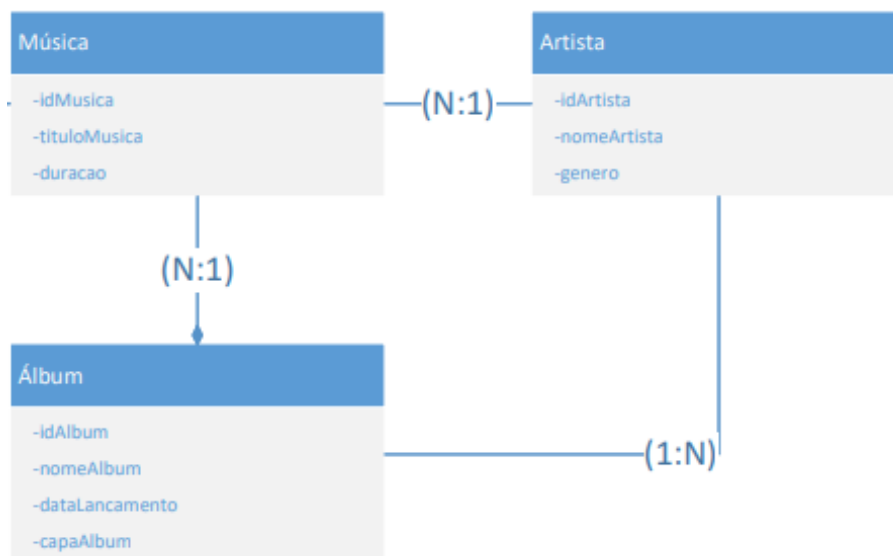 Música
-idMusica
-tituloMusica
-duracao
(N:1)
Artista
-idArtista
-nomeArtista
-genero
(N:1)
Álbum
-idAlbum
-nomeAlbum
-dataLancamento
-capaAlbum
(1:N)